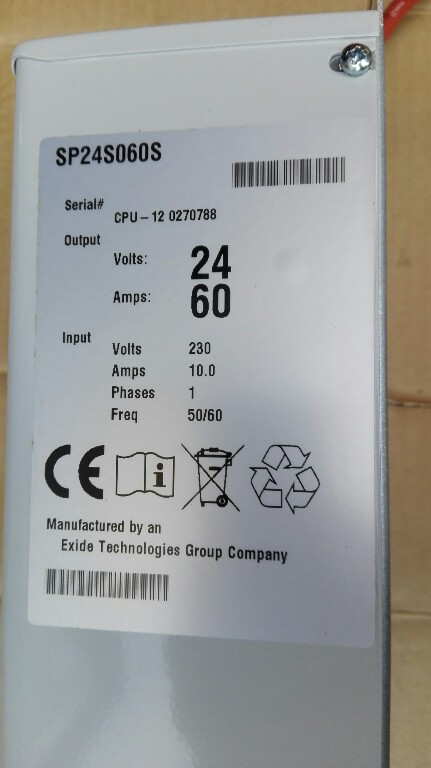 SP24S060S
Serial# CPU-12 0270788
Output
Volts: 24
Amps: 60
Input
Volts 230
Amps 10.0
Phases 1
Freq 50/60
CE
i
Manufactured by an
Exide Technologies Group Company